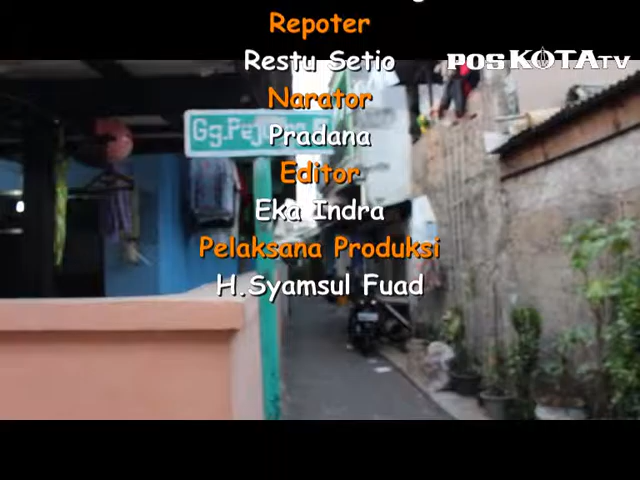 Repoter
Restu Setio
POSKOTATV
Narator
Pradana
Editor
Eka Indra
Pelaksana Produksi
H.Syamsul Fuad